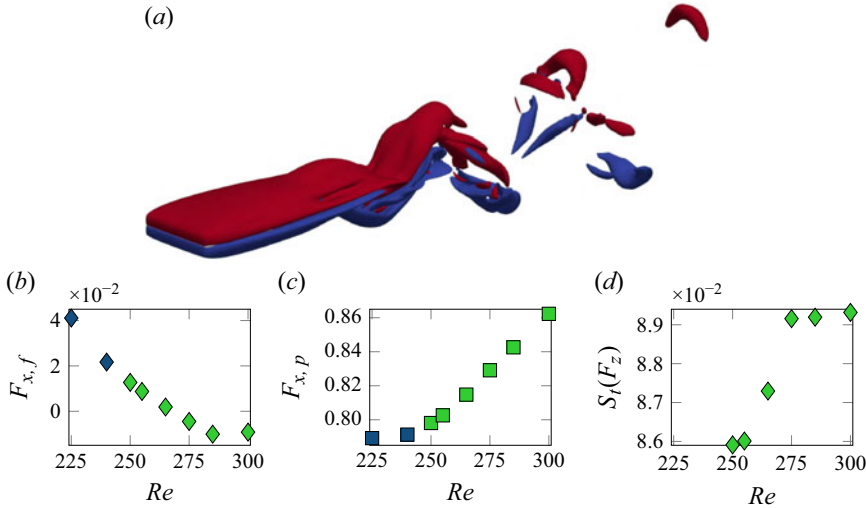 (a)
(b)
×10⁻²
4
2
0
F_{x, f}
225
250
275
300
Re
(c)
0.86
0.84
0.82
0.80
F_{x, p}
225
250
275
300
Re
(d)
×10⁻²
8.9
8.8
8.7
8.6
S_t(F_z)
225
250
275
300
Re